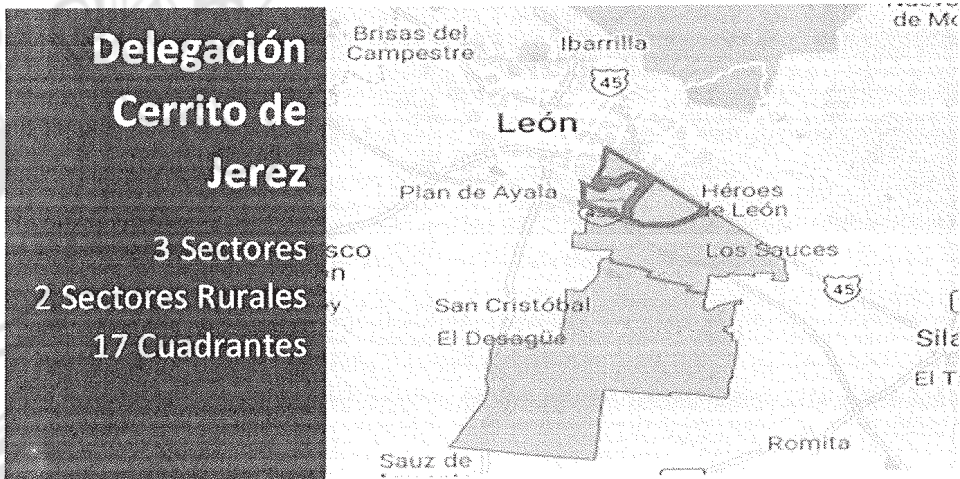 Delegación
Cerrito de
Jerez
3 Sectores
2 Sectores Rurales
17 Cuadrantes
de
Brisas del
Campestre
Ibarrilla
45
León
Plan de Ayala
Héroes
de León
Los Sauces
45
San Cristóbal
El Desagüe
Romita
Sauz de